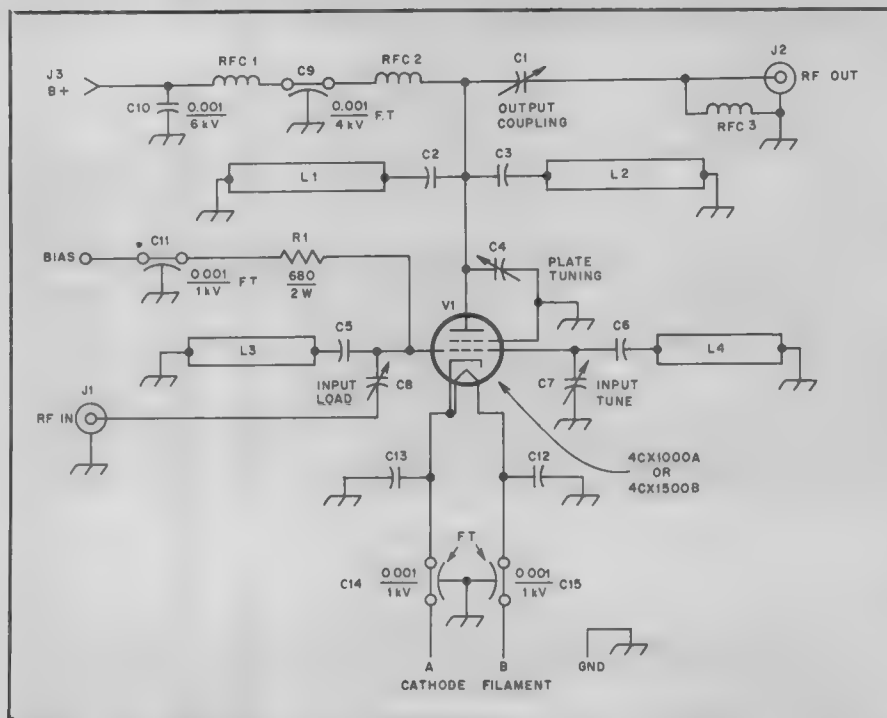 J3
B+
RFC 1
C9
RFC 2
C1
J2
RF OUT
C10
0.001
6 kV
0.001
4 kV
F.T
OUTPUT
COUPLING
RFC 3
L1
C2
C3
L2
BIAS
C11
0 001
1 kV
FT
R1
680
2 W
C4
PLATE
TUNING
V1
L3
C5
C6
L4
J1
RF IN
INPUT
LOAD
C8
C7
INPUT
TUNE
C13
C12
4CX1000A
OR
4CX1500B
FT
C14
0 001
1 kV
0 001
1 kV
C15
A
B
GND
CATHODE FILAMENT